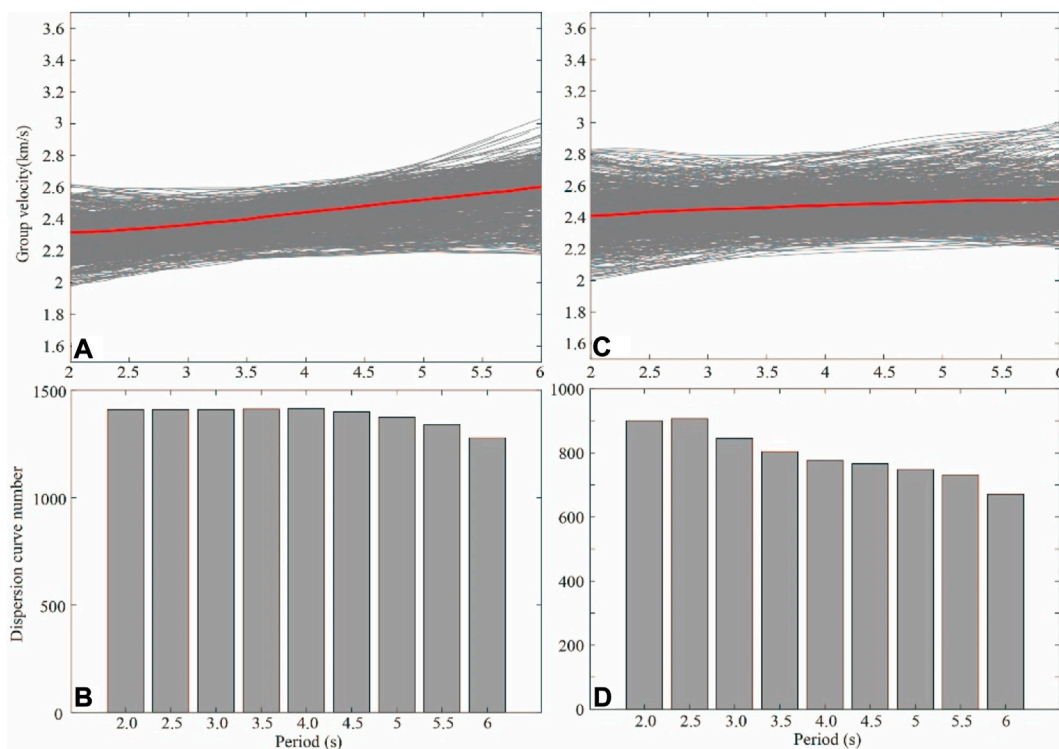 3.6
3.4
3.2
3
2.8
2.6
2.4
2.2
2
1.8
1.6
Group velocity(km/s)
A
2 2.5 3 3.5 4 4.5 5 5.5 6
3.6
3.4
3.2
3
2.8
2.6
2.4
2.2
2
1.8
1.6
C
2 2.5 3 3.5 4 4.5 5 5.5 6
1500
1000
500
0
Dispersion curve number
B
2.0 2.5 3.0 3.5 4.0 4.5 5 5.5 6
Period (s)
1000
800
600
400
200
0
D
2.0 2.5 3.0 3.5 4.0 4.5 5 5.5 6
Period (s)